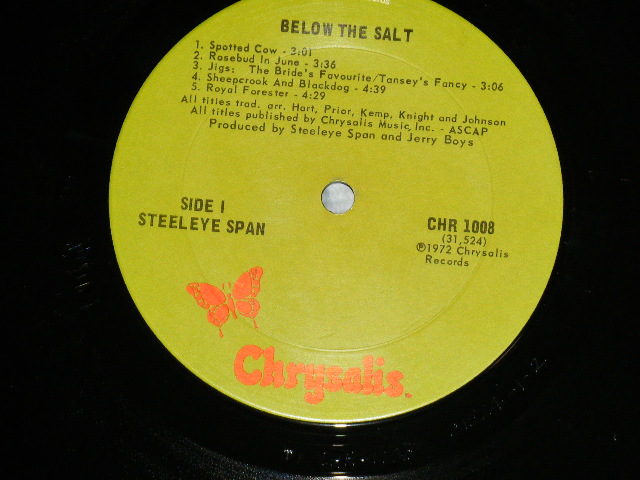 BELOW THE SALT
1. Spotted Cow - 3:01
2. Rosebud In June - 3:36
3. Jigs: The Bride's Favourite/Tansey's Fancy - 3:06
4. Sheepcrook And Blackdog - 4:39
5. Royal Forester - 4:29
All titles trad. arr. Hart, Prior, Kemp, Knight and Johnson
All titles published by Chrysalis Music, Inc. - ASCAP
Produced by Steeleye Span and Jerry Boys
SIDE I
STEELEYE SPAN
CHR 1008
(31,524)
℗1972 Chrysalis
Records
Chrysalis.